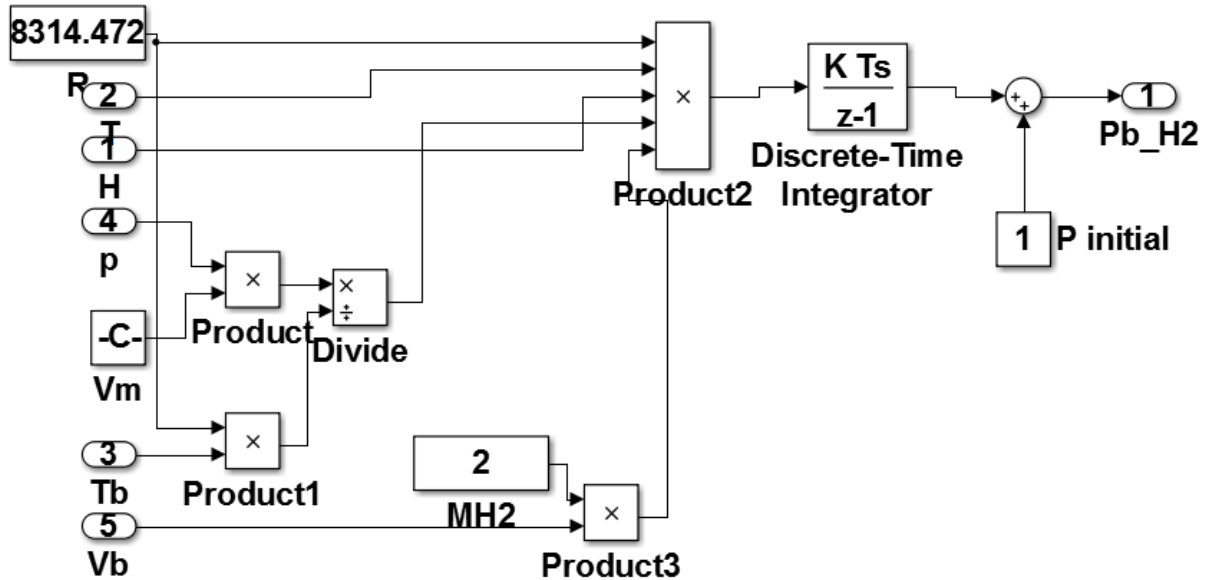 8314.472
R
2
T
1
H
4
p
-C-
Vm
3
Tb
5
Vb
×
Product
×
÷
Divide
×
Product1
2
MH2
×
Product3
×
Product2
K Ts
z-1
Discrete-Time
Integrator
+
+
1
P initial
1
Pb_H2